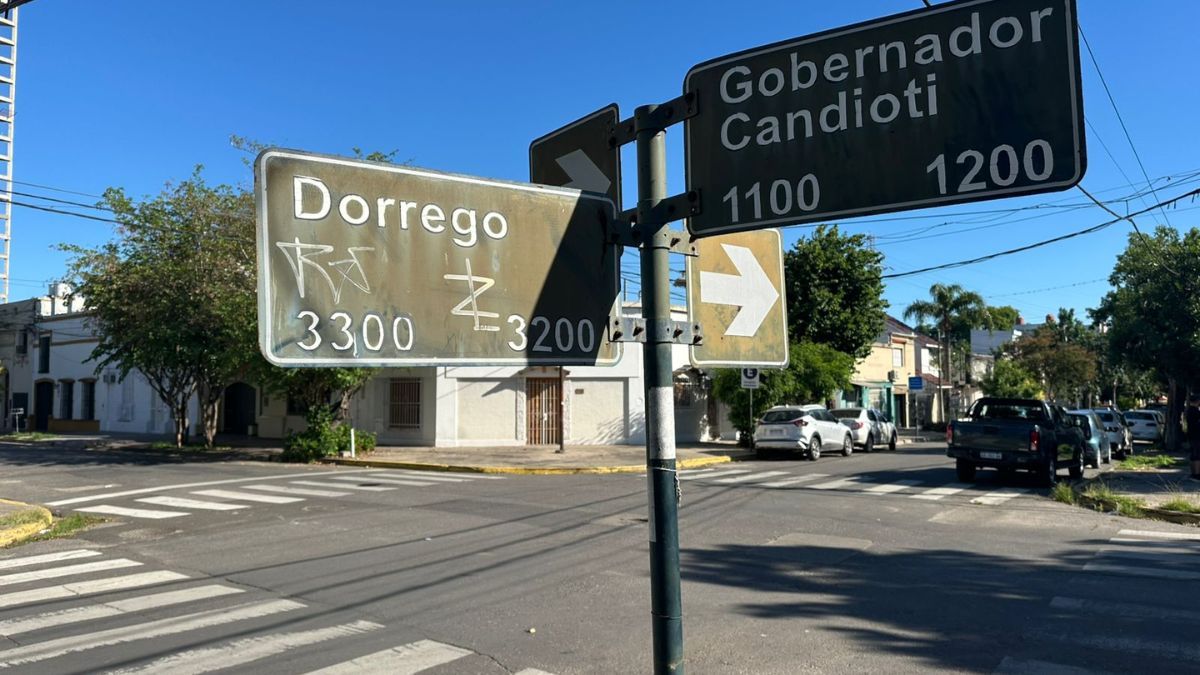 Dorrego
3300 3200
Gobernador
Candioti
1100 1200
E